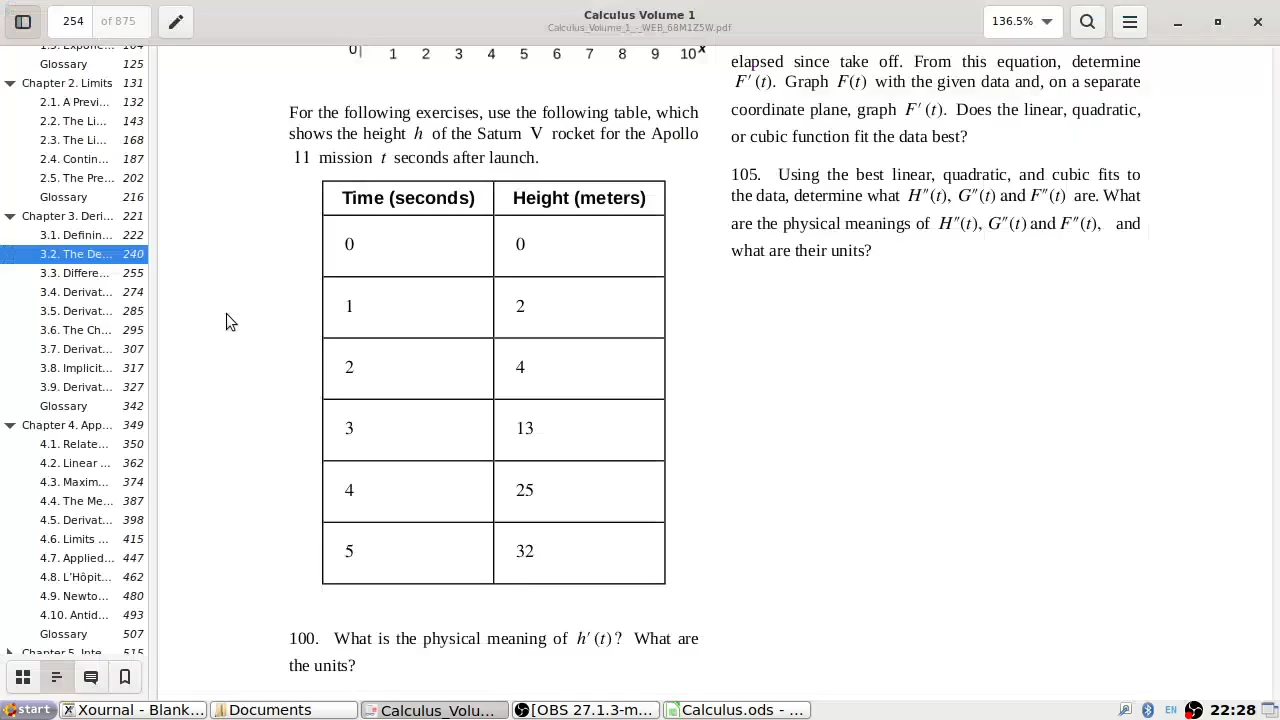 254
of 875
Calculus Volume 1
Calculus_Volume_1_-_WEB_68M1Z5W.pdf
136.5%
1.5. Expone... 104
Glossary 125
Chapter 2. Limits 131
2.1. A Previ... 132
2.2. The Li... 143
2.3. The Li... 168
2.4. Contin... 187
2.5. The Pre... 202
Glossary 216
Chapter 3. Deri... 221
3.1. Definin... 222
3.2. The De... 240
3.3. Differe... 255
3.4. Derivat... 274
3.5. Derivat... 285
3.6. The Ch... 295
3.7. Derivat... 307
3.8. Implicit... 317
3.9. Derivat... 327
Glossary 342
Chapter 4. App... 349
4.1. Relate... 350
4.2. Linear ... 362
4.3. Maxim... 374
4.4. The Me... 387
4.5. Derivat... 398
4.6. Limits ... 415
4.7. Applied... 447
4.8. L'Hôpit... 462
4.9. Newto... 480
4.10. Antid... 493
Glossary 507
Chapter 5. Inte... 515
0 1 2 3 4 5 6 7 8 9 10 x
For the following exercises, use the following table, which
shows the height h of the Saturn V rocket for the Apollo
11 mission t seconds after launch.
Time (seconds) Height (meters)
0 0
1 2
2 4
3 13
4 25
5 32
100. What is the physical meaning of h′(t)? What are
the units?
elapsed since take off. From this equation, determine
F′(t). Graph F(t) with the given data and, on a separate
coordinate plane, graph F′(t). Does the linear, quadratic,
or cubic function fit the data best?
105. Using the best linear, quadratic, and cubic fits to
the data, determine what H″(t), G″(t) and F″(t) are. What
are the physical meanings of H″(t), G″(t) and F″(t), and
what are their units?
start
Xournal - Blank...
Documents
Calculus_Volu...
[OBS 27.1.3-m...
Calculus.ods - ...
EN
22:28